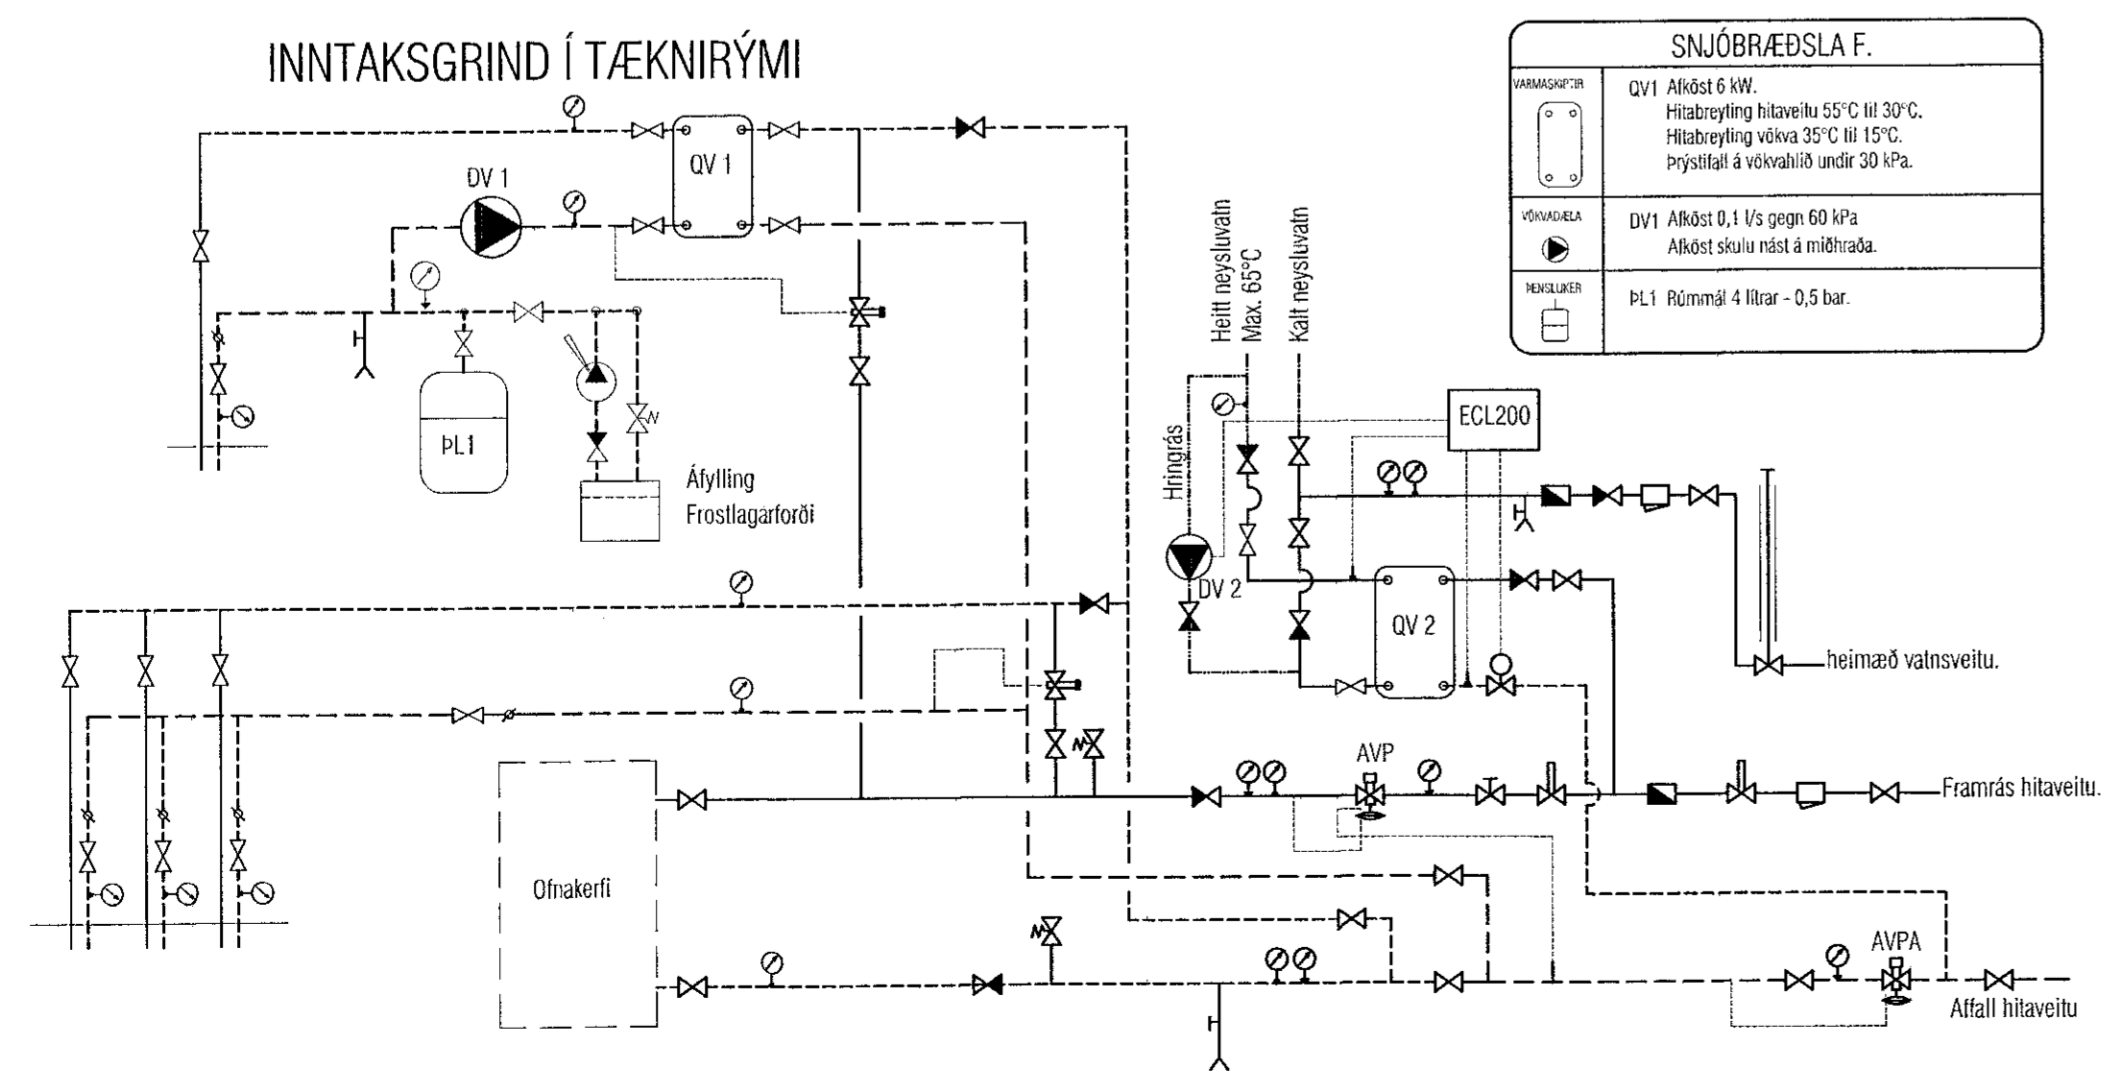 INNTAKSGRIND Í TÆKNIRÝMI
SNJÓBRÆÐSLA F.
VARMASKIPTIR
QV1 Afköst 6 kW.
Hitabreyting hitaveitu 55°C til 30°C.
Hitabreyting vökva 35°C til 15°C.
Þrýstifall á vökvahlið undir 30 kPa.
VÖKVADÆLA
DV1 Afköst 0,1 l/s gegn 60 kPa
Afköst skulu nást á miðhraða.
ÞENSLUKER
ÞL1 Rúmmál 4 lítrar - 0,5 bar.
QV 1
DV 1
ÞL1
Áfylling
Frostlagarforði
Heitt neysluvatn
Max. 65°C
Kalt neysluvatn
Hringrás
ECL200
DV 2
QV 2
heimæð vatnsveitu.
AVP
Framrás hitaveitu.
Ofnakerfi
AVPA
Affall hitaveitu